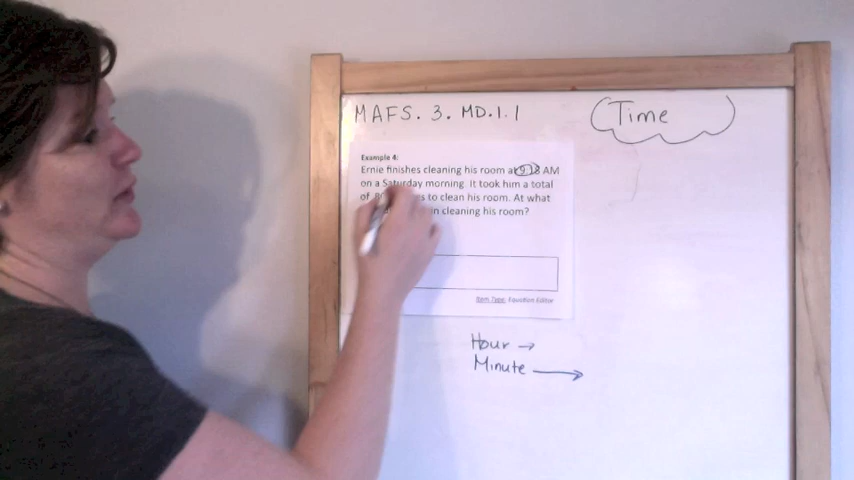 MAFS. 3. MD.1.1
(Time)
Example 4:
Ernie finishes cleaning his room at 9:18 AM
on a Saturday morning. It took him a total
of to clean his room. At what
cleaning his room?
Item Type: Equation Editor
Hour →
Minute →